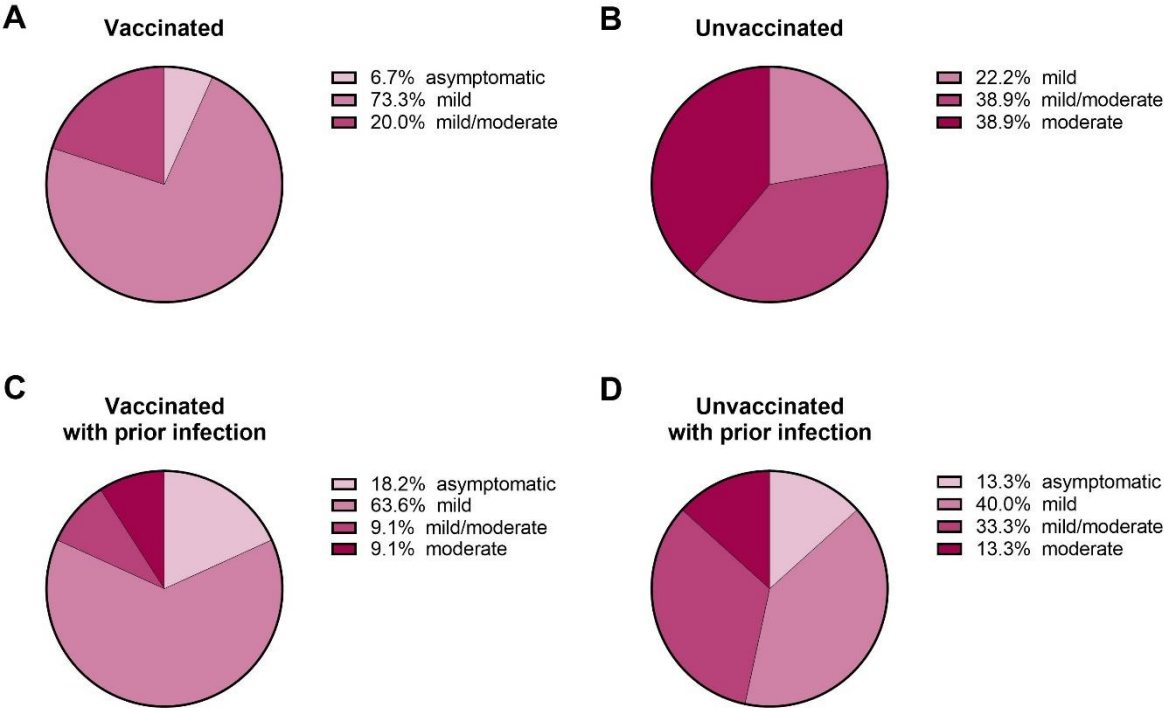 A
Vaccinated
6.7% asymptomatic
73.3% mild
20.0% mild/moderate
B
Unvaccinated
22.2% mild
38.9% mild/moderate
38.9% moderate
C
Vaccinated
with prior infection
18.2% asymptomatic
63.6% mild
9.1% mild/moderate
9.1% moderate
D
Unvaccinated
with prior infection
13.3% asymptomatic
40.0% mild
33.3% mild/moderate
13.3% moderate